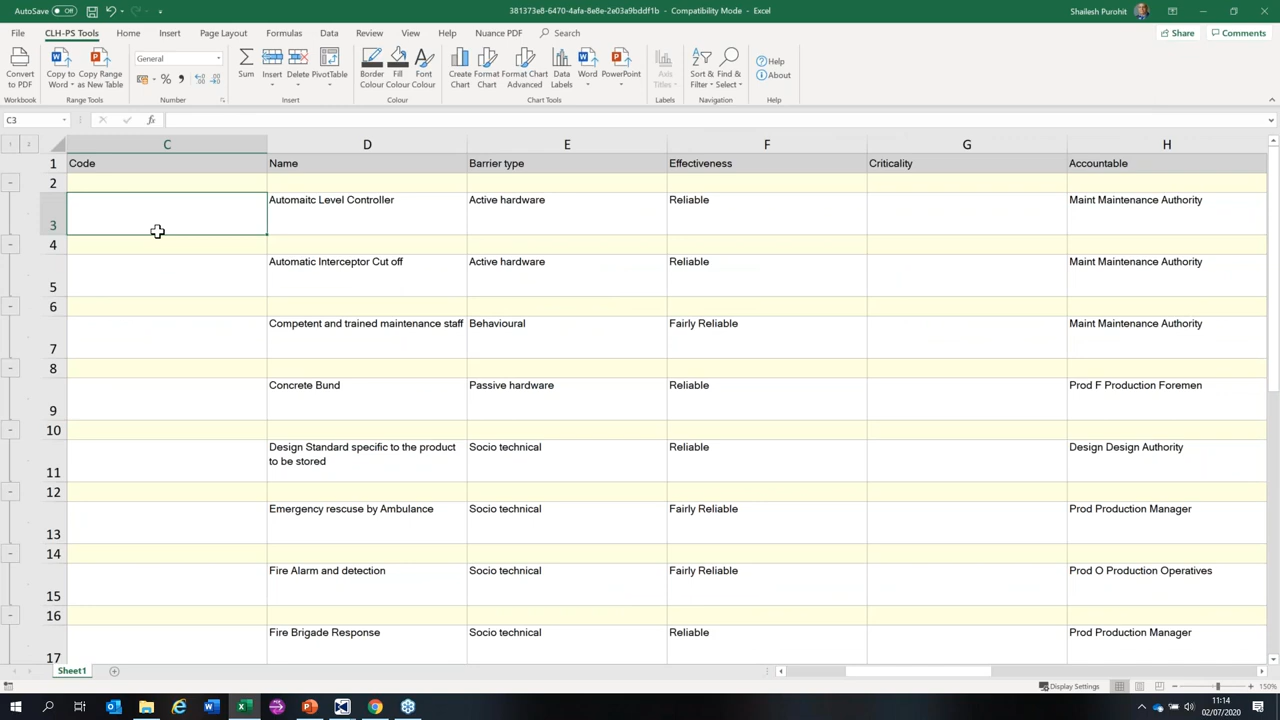 AutoSave Off
381373e8-6470-4afa-8e8e-2e03a9bddf1b - Compatibility Mode - Excel
Shailesh Purohit
File CLH-PS Tools Home Insert Page Layout Formulas Data Review View Help Nuance PDF Search
Share Comments
General
Convert to PDF
Copy to Word
Copy Range as New Table
Sum
Insert
Delete
PivotTable
Border Colour
Fill Colour
Font Colour
Create Chart
Format Chart
Format Chart Advanced
Data Labels
Word
PowerPoint
Axis Titles
Sort & Filter
Find & Select
Help
About
Workbook Range Tools Number Insert Colour Chart Tools Labels Navigation Help
C3 fx
1 2 C D E F G H
1 Code Name Barrier type Effectiveness Criticality Accountable
2
3 Automaitc Level Controller Active hardware Reliable Maint Maintenance Authority
4
5 Automatic Interceptor Cut off Active hardware Reliable Maint Maintenance Authority
6
7 Competent and trained maintenance staff Behavioural Fairly Reliable Maint Maintenance Authority
8
9 Concrete Bund Passive hardware Reliable Prod F Production Foremen
10
11 Design Standard specific to the product Socio technical Reliable Design Design Authority
to be stored
12
13 Emergency rescuse by Ambulance Socio technical Fairly Reliable Prod Production Manager
14
15 Fire Alarm and detection Socio technical Fairly Reliable Prod O Production Operatives
16
17 Fire Brigade Response Socio technical Reliable Prod Production Manager
Sheet1
Display Settings 150%
11:14
02/07/2020